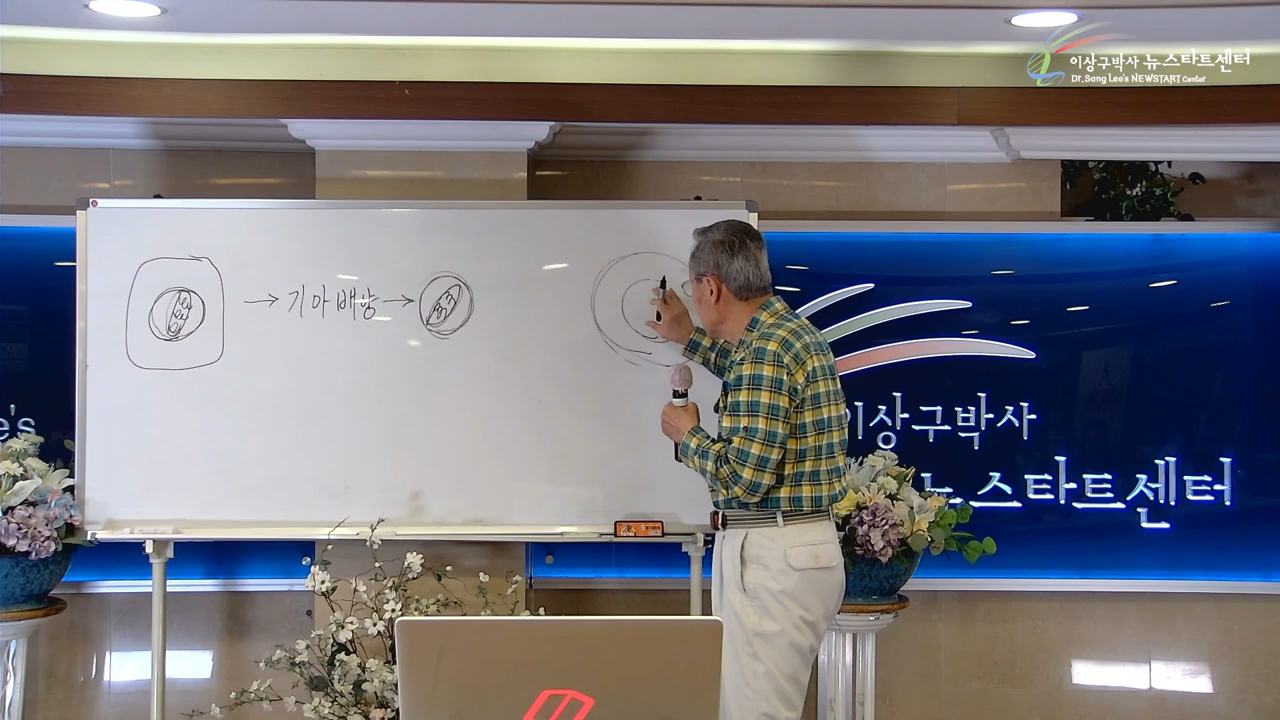 이상구박사 뉴스타트센터
Dr. Sang Lee's NEWSTART Center
→ 기아배양 →
e's
이상구박사
뉴스타트센터